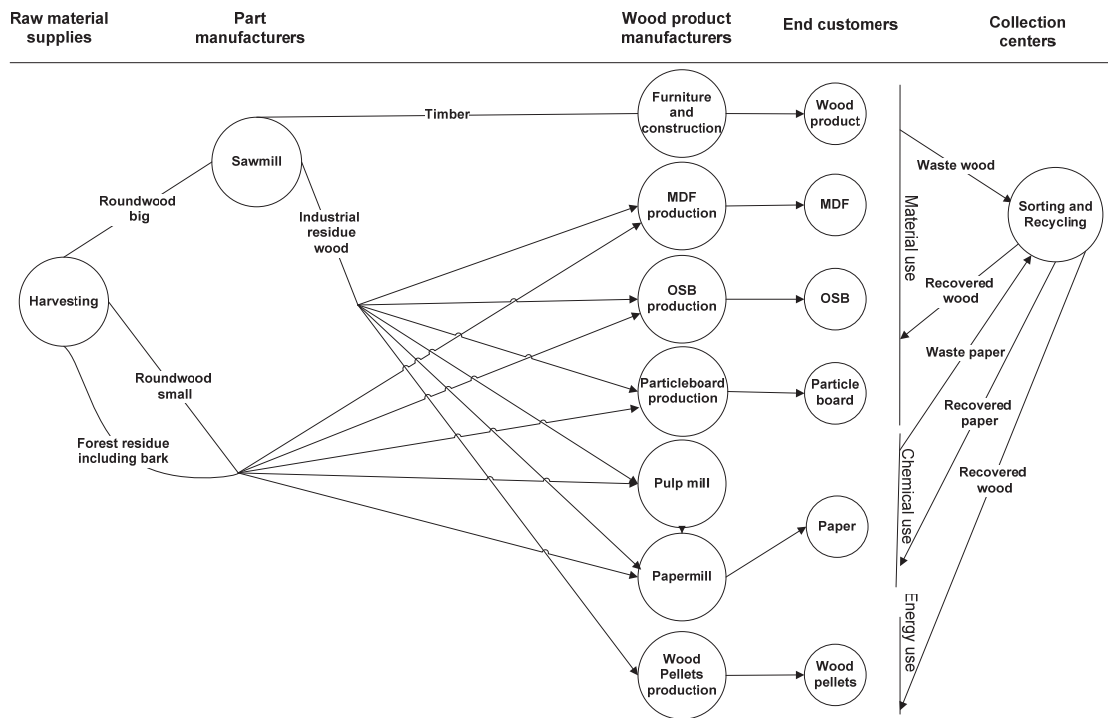 Raw material
supplies
Part
manufacturers
Wood product
manufacturers
End customers
Collection
centers
Furniture
and
construction
Wood
product
Timber
Sawmill
Waste wood
Roundwood
big
Industrial
residue
wood
MDF
production
MDF
Material use
Sorting and
Recycling
Harvesting
OSB
production
OSB
Recovered
wood
Waste paper
Roundwood
small
Particleboard
production
Particle
board
Recovered
paper
Forest residue
including bark
Pulp mill
Chemical use
Recovered
wood
Paper
Papermill
Energy use
Wood
Pellets
production
Wood
pellets